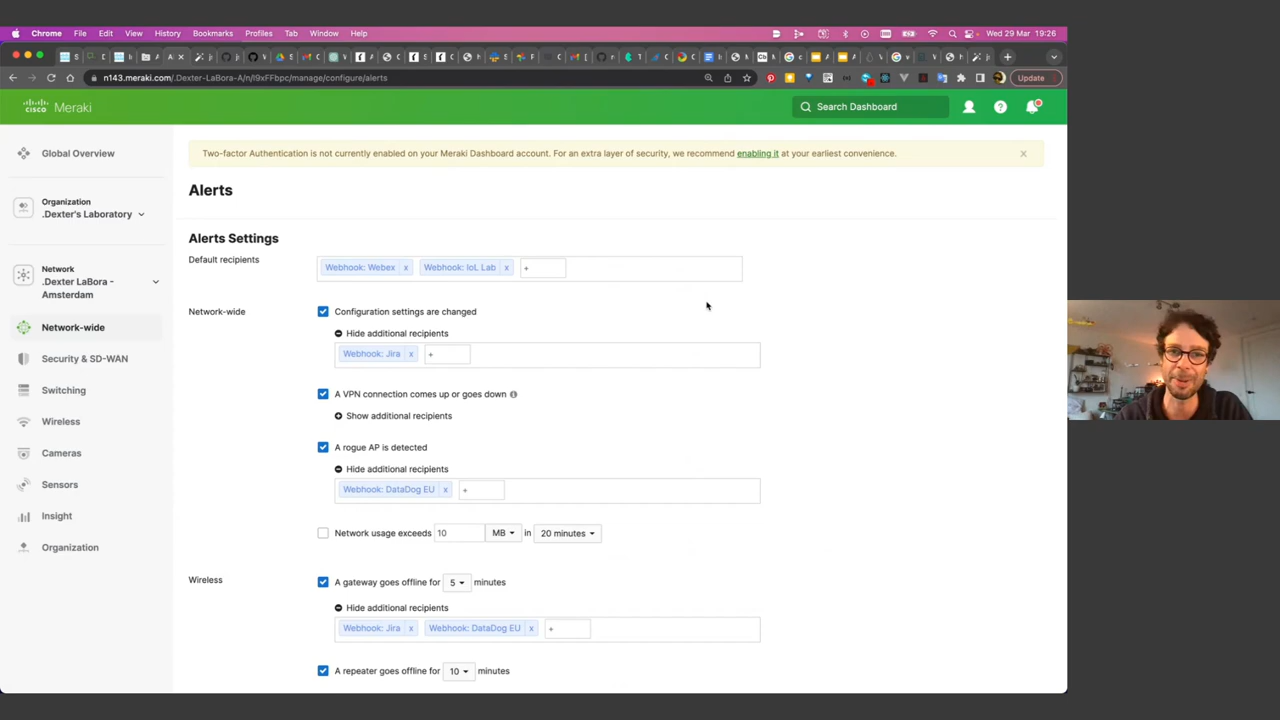 Chrome File Edit View History Bookmarks Profiles Tab Window Help Wed 29 Mar 19:26
n143.meraki.com/.Dexter-LaBora-A/n/I9xFFbpc/manage/configure/alerts Update
CISCO Meraki Search Dashboard
Two-factor Authentication is not currently enabled on your Meraki Dashboard account. For an extra layer of security, we recommend enabling it at your earliest convenience. x
Global Overview
Organization
.Dexter's Laboratory
Network
.Dexter LaBora -
Amsterdam
Network-wide
Security & SD-WAN
Switching
Wireless
Cameras
Sensors
Insight
Organization
Alerts
Alerts Settings
Default recipients Webhook: Webex x Webhook: IoL Lab x +
Network-wide Configuration settings are changed
Hide additional recipients
Webhook: Jira x +
A VPN connection comes up or goes down
Show additional recipients
A rogue AP is detected
Hide additional recipients
Webhook: DataDog EU x +
Network usage exceeds 10 MB in 20 minutes
Wireless A gateway goes offline for 5 minutes
Hide additional recipients
Webhook: Jira x Webhook: DataDog EU x +
A repeater goes offline for 10 minutes